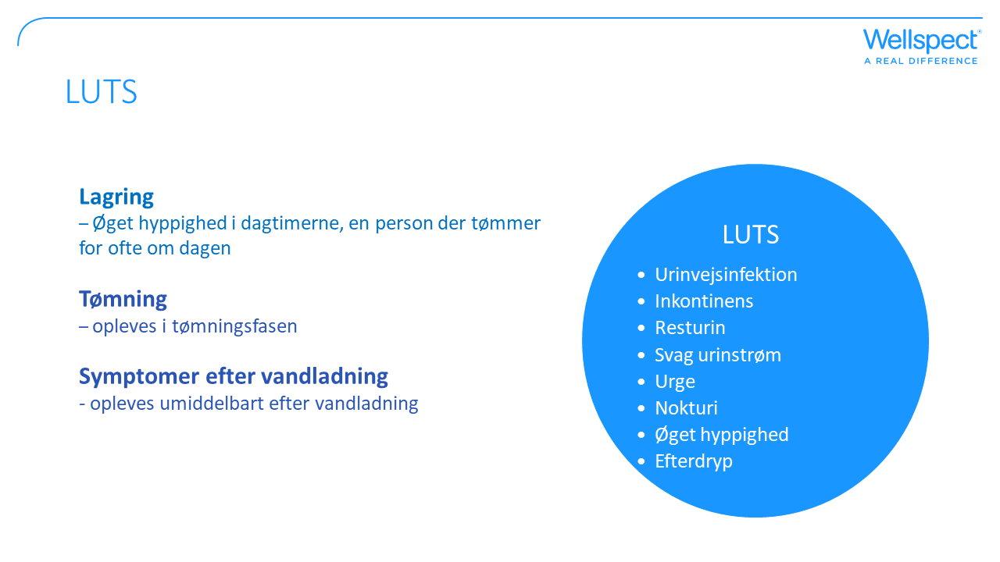 Wellspect®
A REAL DIFFERENCE
LUTS
Lagring
– Øget hyppighed i dagtimerne, en person der tømmer
for ofte om dagen
Tømning
– opleves i tømningsfasen
Symptomer efter vandladning
- opleves umiddelbart efter vandladning
LUTS
• Urinvejsinfektion
• Inkontinens
• Resturin
• Svag urinstrøm
• Urge
• Nokturi
• Øget hyppighed
• Efterdryp